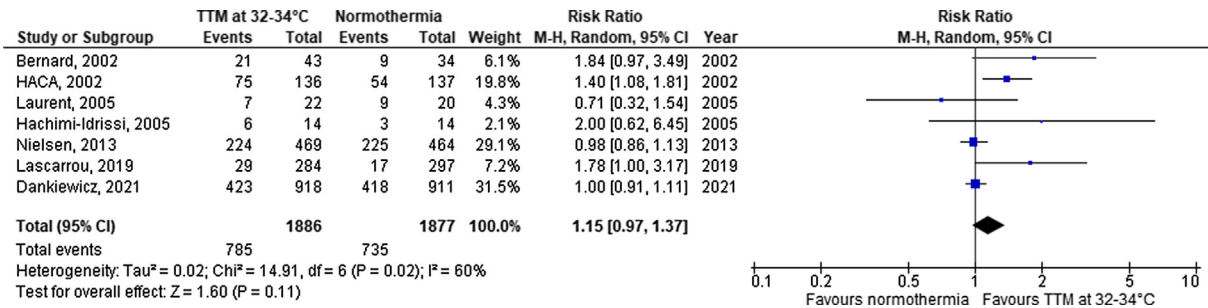 TTM at 32-34°C Normothermia Risk Ratio Risk Ratio
Study or Subgroup Events Total Events Total Weight M-H, Random, 95% CI Year M-H, Random, 95% CI
Bernard, 2002 21 43 9 34 6.1% 1.84 [0.97, 3.49] 2002
HACA, 2002 75 136 54 137 19.8% 1.40 [1.08, 1.81] 2002
Laurent, 2005 7 22 9 20 4.3% 0.71 [0.32, 1.54] 2005
Hachimi-Idrissi, 2005 6 14 3 14 2.1% 2.00 [0.62, 6.45] 2005
Nielsen, 2013 224 469 225 464 29.1% 0.98 [0.86, 1.13] 2013
Lascarrou, 2019 29 284 17 297 7.2% 1.78 [1.00, 3.17] 2019
Dankiewicz, 2021 423 918 418 911 31.5% 1.00 [0.91, 1.11] 2021
Total (95% CI) 1886 1877 100.0% 1.15 [0.97, 1.37]
Total events 785 735
Heterogeneity: Tau² = 0.02; Chi² = 14.91, df = 6 (P = 0.02); I² = 60%
Test for overall effect: Z = 1.60 (P = 0.11)
0.1 0.2 0.5 1 2 5 10
Favours normothermia Favours TTM at 32-34°C